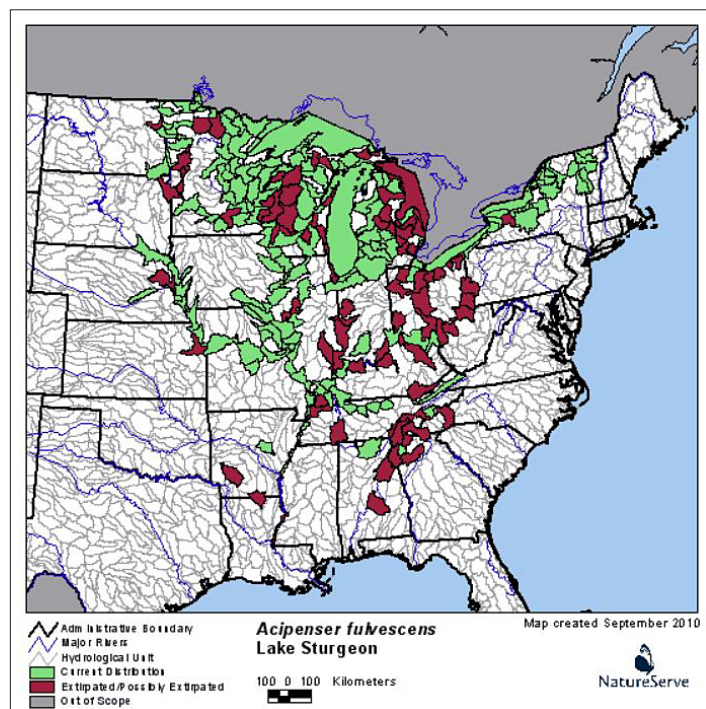 Administrative Boundary
Major Rivers
Hydrological Unit
Current Distribution
Extirpated/Possibly Extirpated
Out of Scope
Acipenser fulvescens
Lake Sturgeon
100 0 100 Kilometers
Map created September 2010
NatureServe